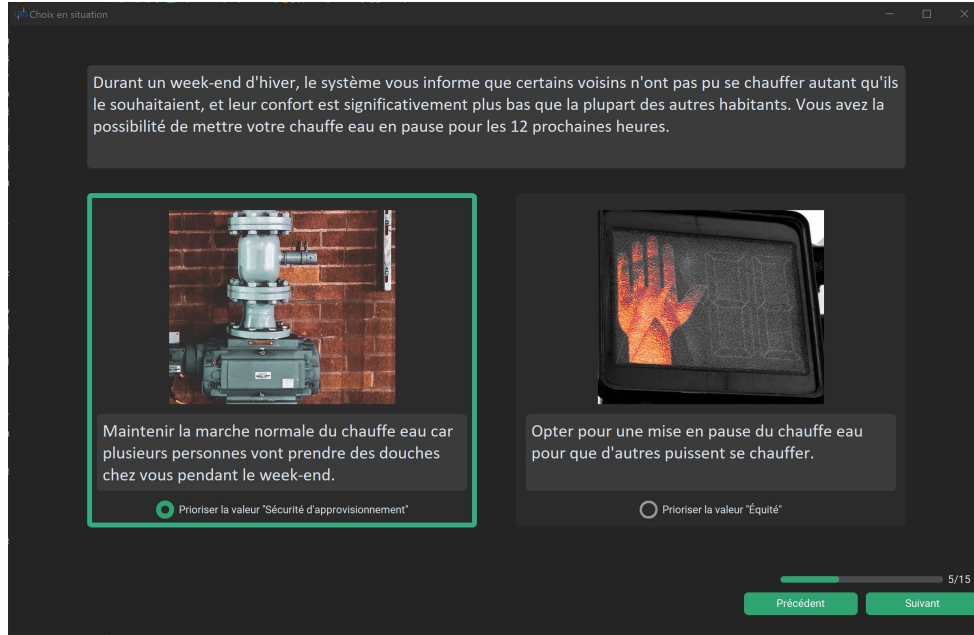 Choix en situation
Durant un week-end d'hiver, le système vous informe que certains voisins n'ont pas pu se chauffer autant qu'ils
le souhaitaient, et leur confort est significativement plus bas que la plupart des autres habitants. Vous avez la
possibilité de mettre votre chauffe eau en pause pour les 12 prochaines heures.
Maintenir la marche normale du chauffe eau car
plusieurs personnes vont prendre des douches
chez vous pendant le week-end.
Prioriser la valeur "Sécurité d'approvisionnement"
Opter pour une mise en pause du chauffe eau
pour que d'autres puissent se chauffer.
Prioriser la valeur "Équité"
5/15
Précédent
Suivant